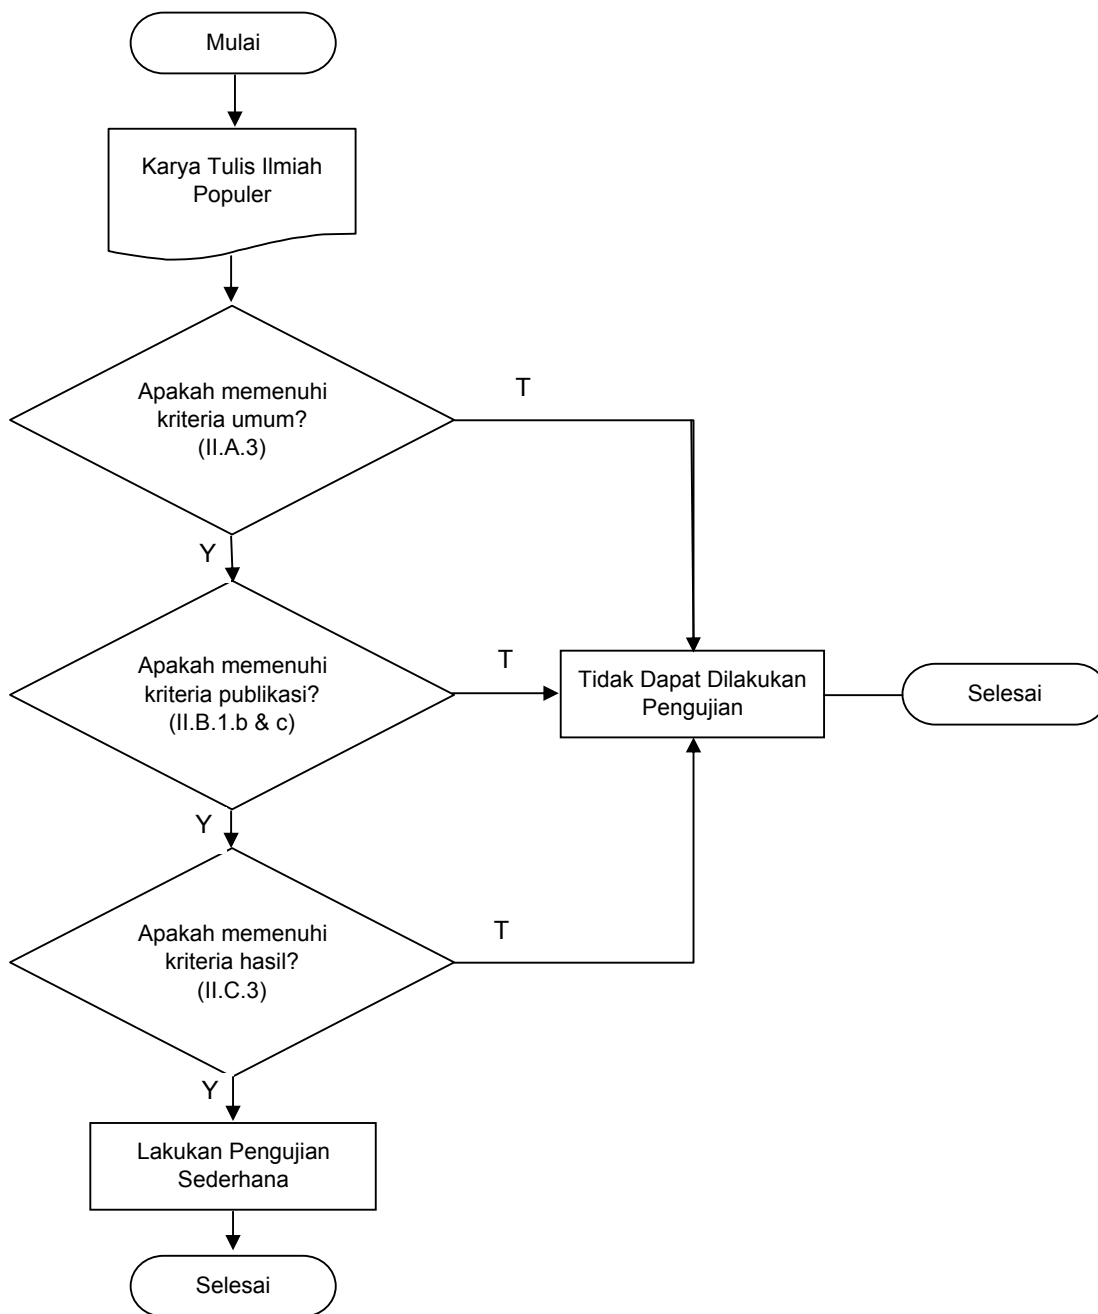 Mulai
Karya Tulis Ilmiah
Populer
Apakah memenuhi
kriteria umum?
(II.A.3)
T
Y
Apakah memenuhi
kriteria publikasi?
(II.B.1.b & c)
T
Tidak Dapat Dilakukan
Pengujian
Selesai
Y
Apakah memenuhi
kriteria hasil?
(II.C.3)
T
Y
Lakukan Pengujian
Sederhana
Selesai